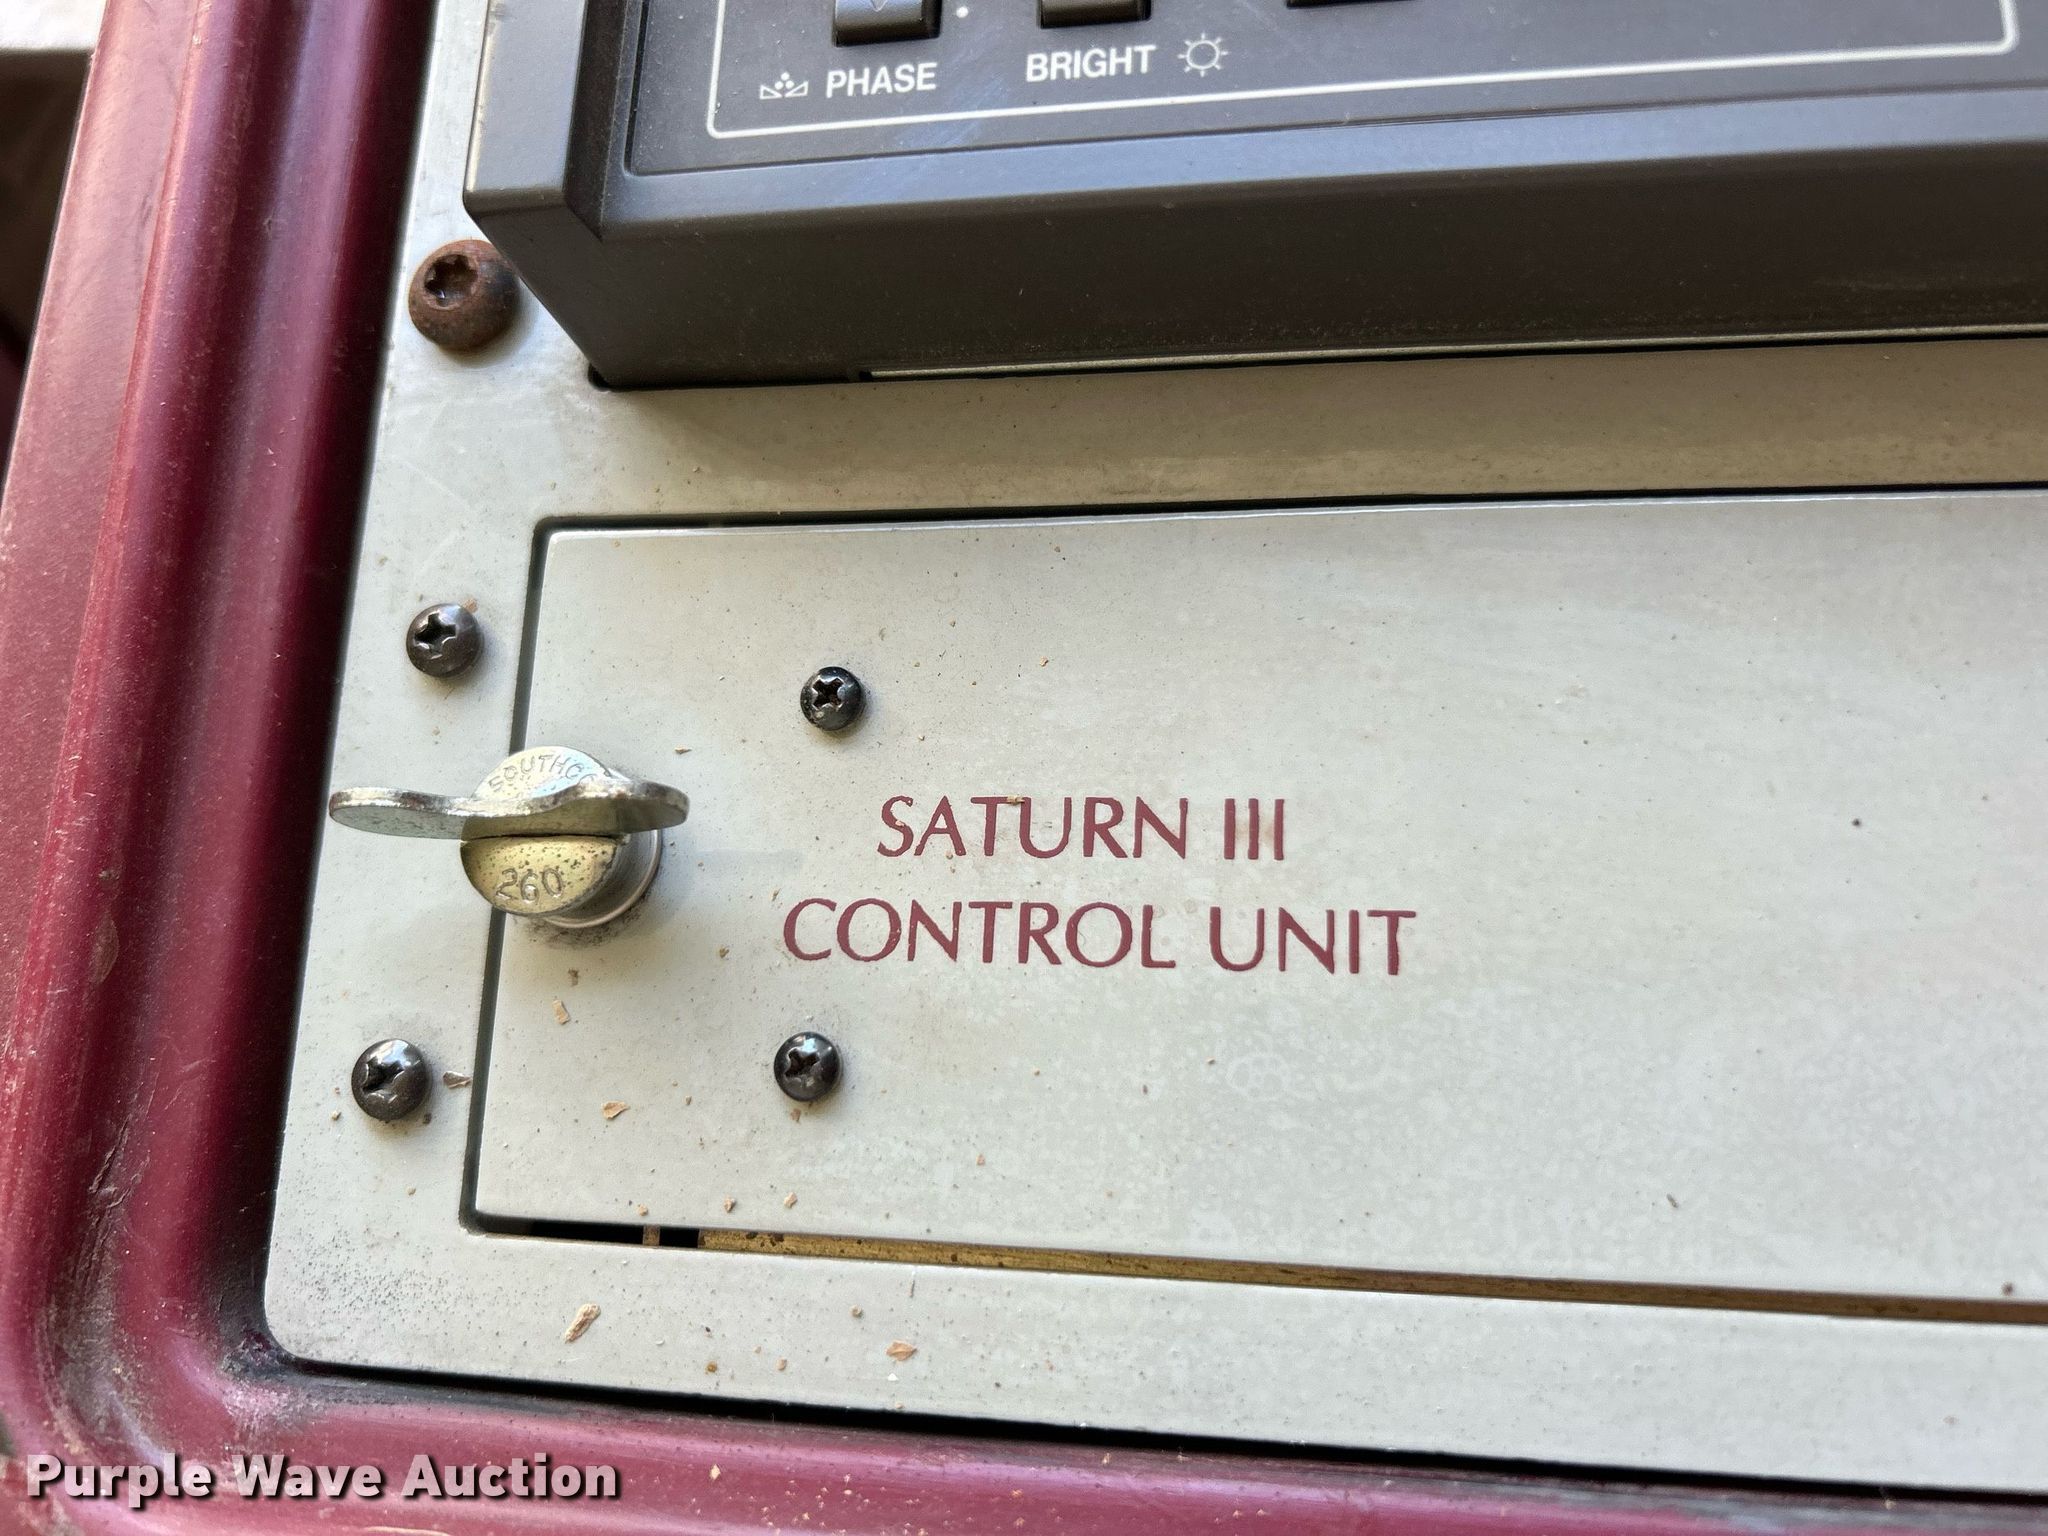 PHASE
BRIGHT
SOUTHCO
260
SATURN III
CONTROL UNIT
Purple Wave Auction